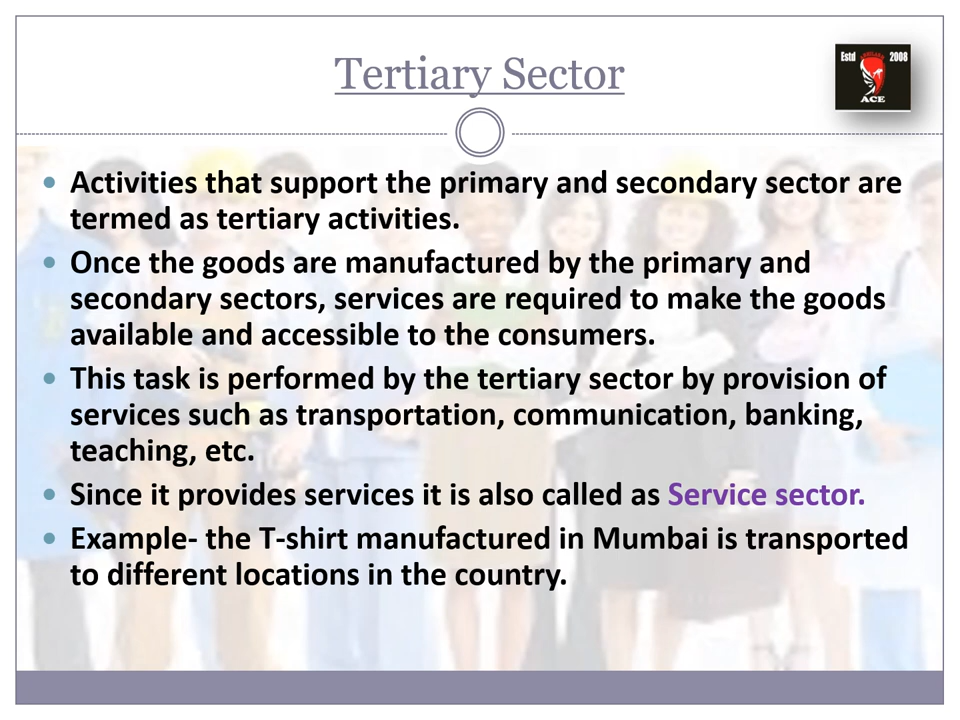 Tertiary Sector
Estd 2008
ACE
• Activities that support the primary and secondary sector are
termed as tertiary activities.
• Once the goods are manufactured by the primary and
secondary sectors, services are required to make the goods
available and accessible to the consumers.
• This task is performed by the tertiary sector by provision of
services such as transportation, communication, banking,
teaching, etc.
• Since it provides services it is also called as Service sector.
• Example- the T-shirt manufactured in Mumbai is transported
to different locations in the country.